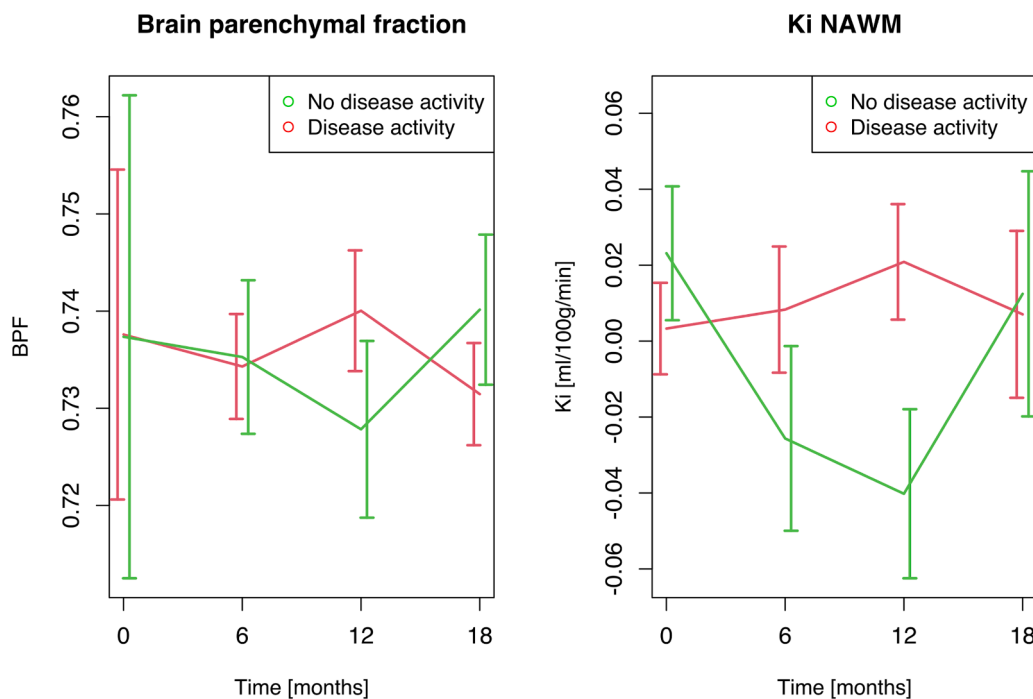 Brain parenchymal fraction
No disease activity
Disease activity
BPF
0.76
0.75
0.74
0.73
0.72
0 6 12 18
Time [months]
Ki NAWM
No disease activity
Disease activity
Ki [ml/100g/min]
0.06
0.04
0.02
0.00
-0.02
-0.04
-0.06
0 6 12 18
Time [months]